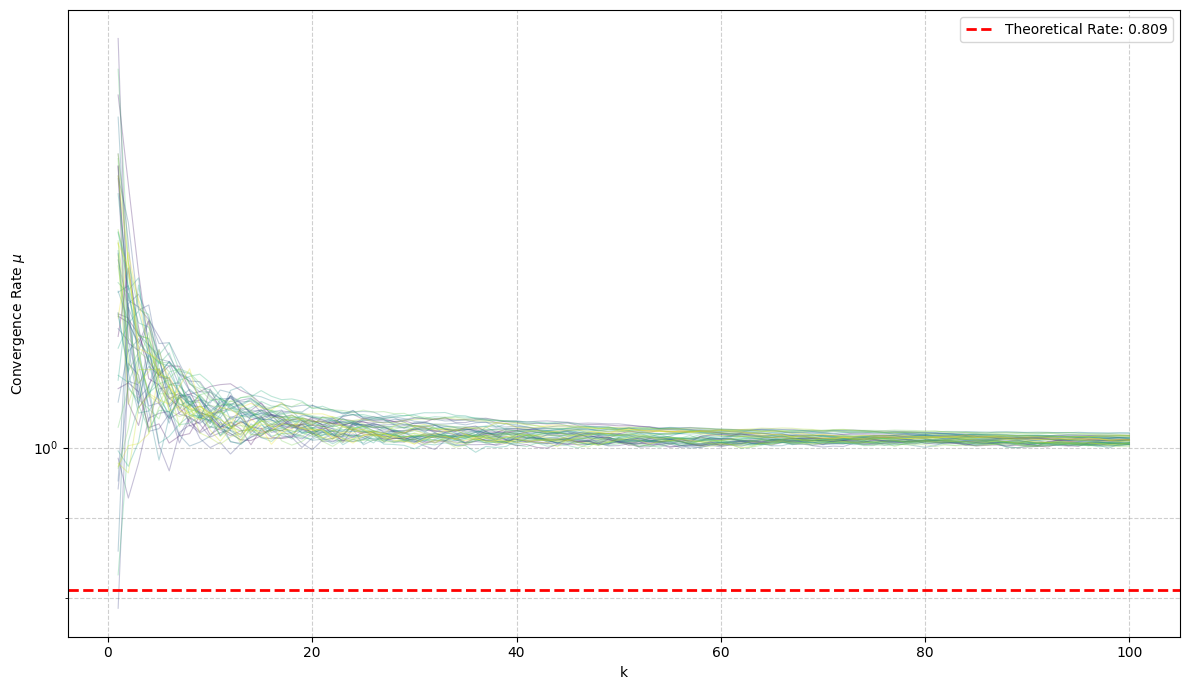 Theoretical Rate: 0.809
Convergence Rate μ
10⁰
0 20 40 60 80 100
k